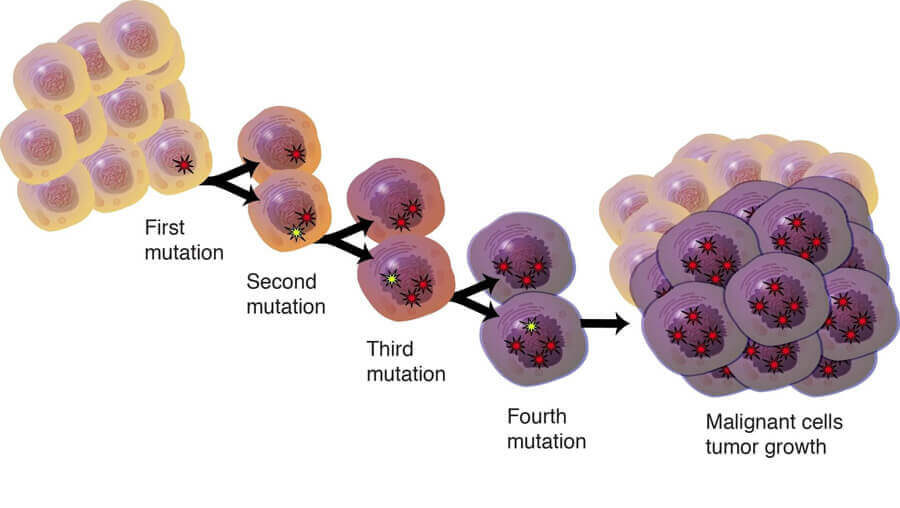 First
mutation
Second
mutation
Third
mutation
Fourth
mutation
Malignant cells
tumor growth